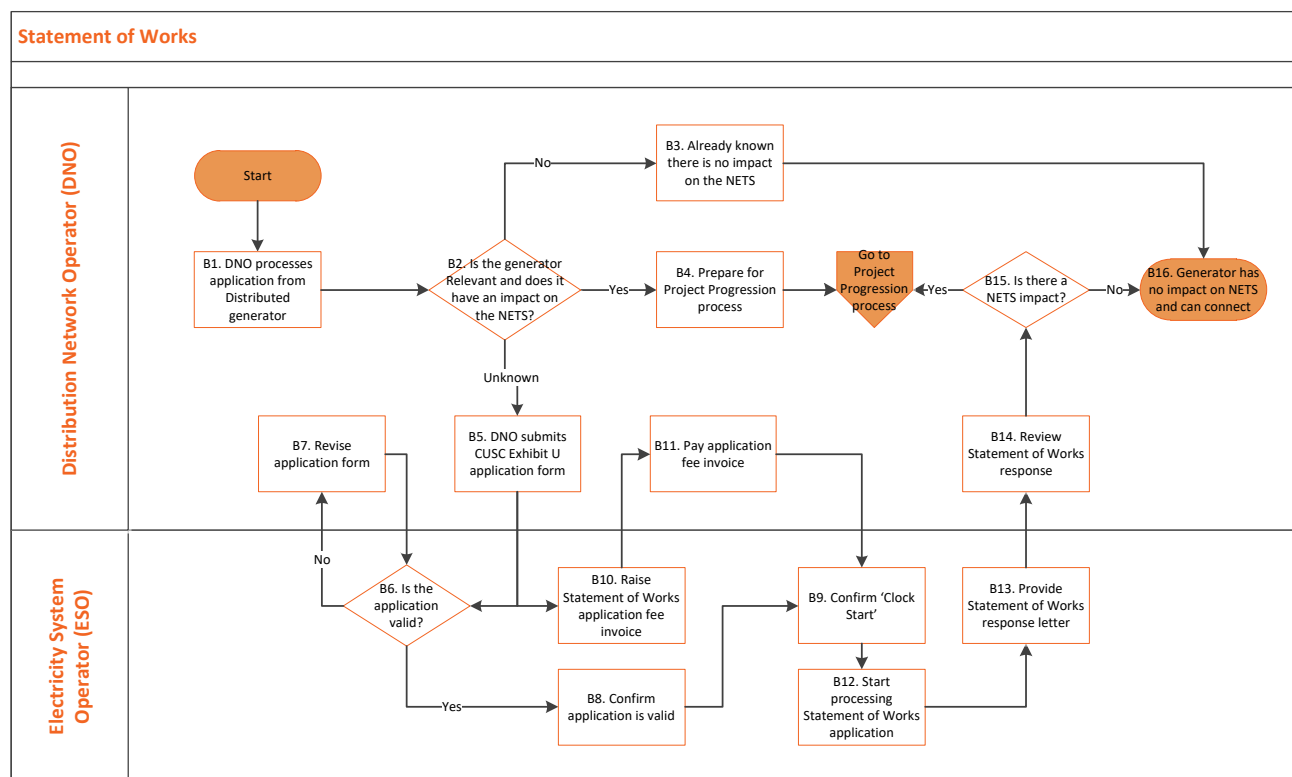 Statement of Works
Distribution Network Operator (DNO)
Start
B1. DNO processes
application from
Distributed
generator
B2. Is the generator
Relevant and does it
have an impact on
the NETS?
No
B3. Already known
there is no impact
on the NETS
Yes
B4. Prepare for
Project Progression
process
Go to
Project
Progression
process
Yes
B15. Is there a
NETS impact?
No
B16. Generator has
no impact on NETS
and can connect
Unknown
B5. DNO submits
CUSC Exhibit U
application form
B7. Revise
application form
B11. Pay application
fee invoice
B14. Review
Statement of Works
response
Electricity System
Operator (ESO)
No
B6. Is the
application
valid?
B10. Raise
Statement of Works
application fee
invoice
B9. Confirm ‘Clock
Start’
B13. Provide
Statement of Works
response letter
Yes
B8. Confirm
application is valid
B12. Start
processing
Statement of Works
application